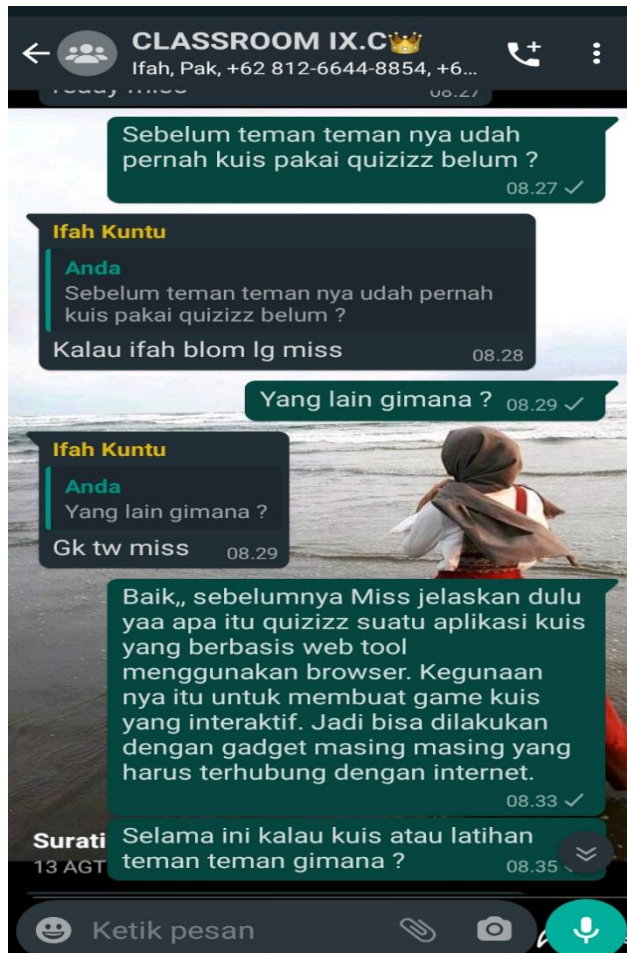 CLASSROOM IX.C👑
Ifah, Pak, +62 812-6644-8854, +6...
ready miss
08.27
Sebelum teman teman nya udah
pernah kuis pakai quizizz belum ?
08.27
Ifah Kuntu
Anda
Sebelum teman teman nya udah pernah
kuis pakai quizizz belum ?
Kalau ifah blom lg miss
08.28
Yang lain gimana ? 08.29
Ifah Kuntu
Anda
Yang lain gimana ?
Gk tw miss 08.29
Baik,, sebelumnya Miss jelaskan dulu
yaa apa itu quizizz suatu aplikasi kuis
yang berbasis web tool
menggunakan browser. Kegunaan
nya itu untuk membuat game kuis
yang interaktif. Jadi bisa dilakukan
dengan gadget masing masing yang
harus terhubung dengan internet.
08.33
Selama ini kalau kuis atau latihan
teman teman gimana ?
08.35
Surati
13 AGT
Ketik pesan